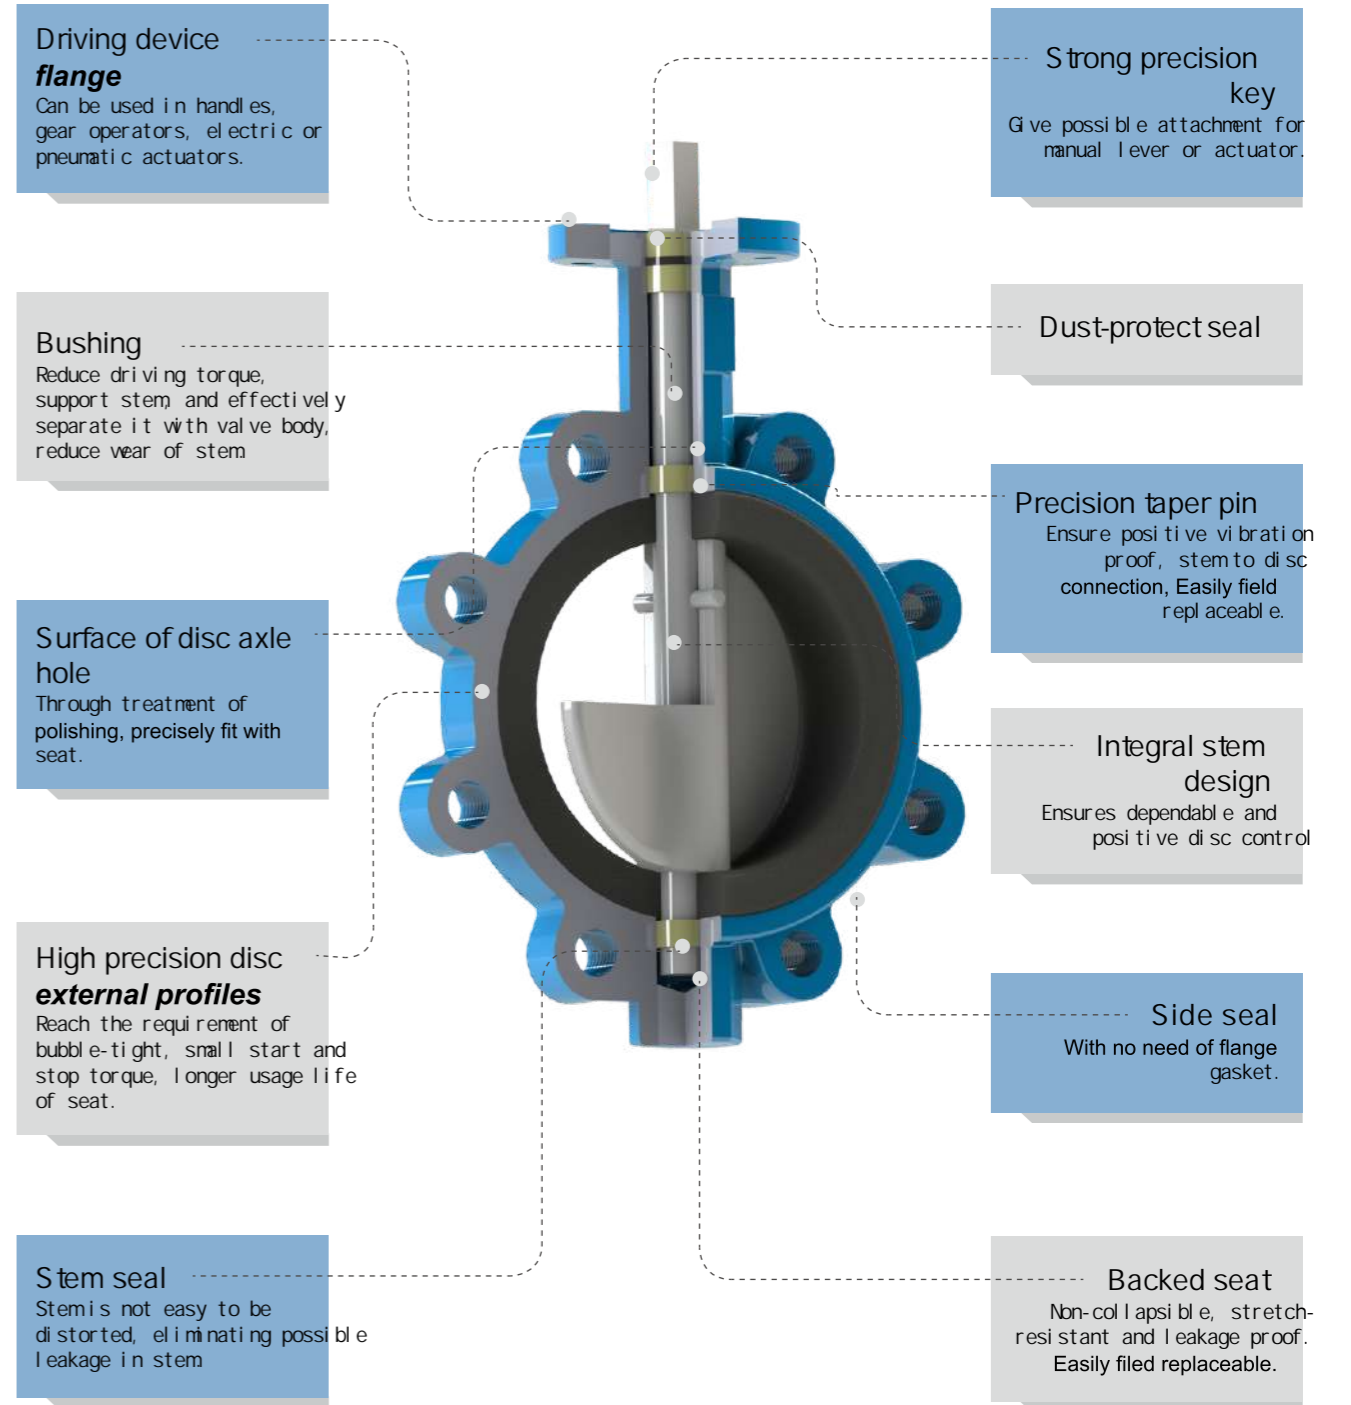 Driving device
flange
Can be used in handles,
gear operators, electric or
pneumatic actuators.
Bushing
Reduce driving torque,
support stem, and effectively
separate it with valve body,
reduce wear of stem
Surface of disc axle
hole
Through treatment of
polishing, precisely fit with
seat.
High precision disc
external profiles
Reach the requirement of
bubble-tight, small start and
stop torque, longer usage life
of seat.
Stem seal
Stem is not easy to be
distorted, eliminating possible
leakage in stem
Strong precision
key
Give possible attachment for
manual lever or actuator.
Dust-protect seal
Precision taper pin
Ensure positive vibration
proof, stem to disc
connection, Easily field
replaceable.
Integral stem
design
Ensures dependable and
positive disc control
Side seal
With no need of flange
gasket.
Backed seat
Non-collapsible, stretch-
resistant and leakage proof.
Easily filed replaceable.